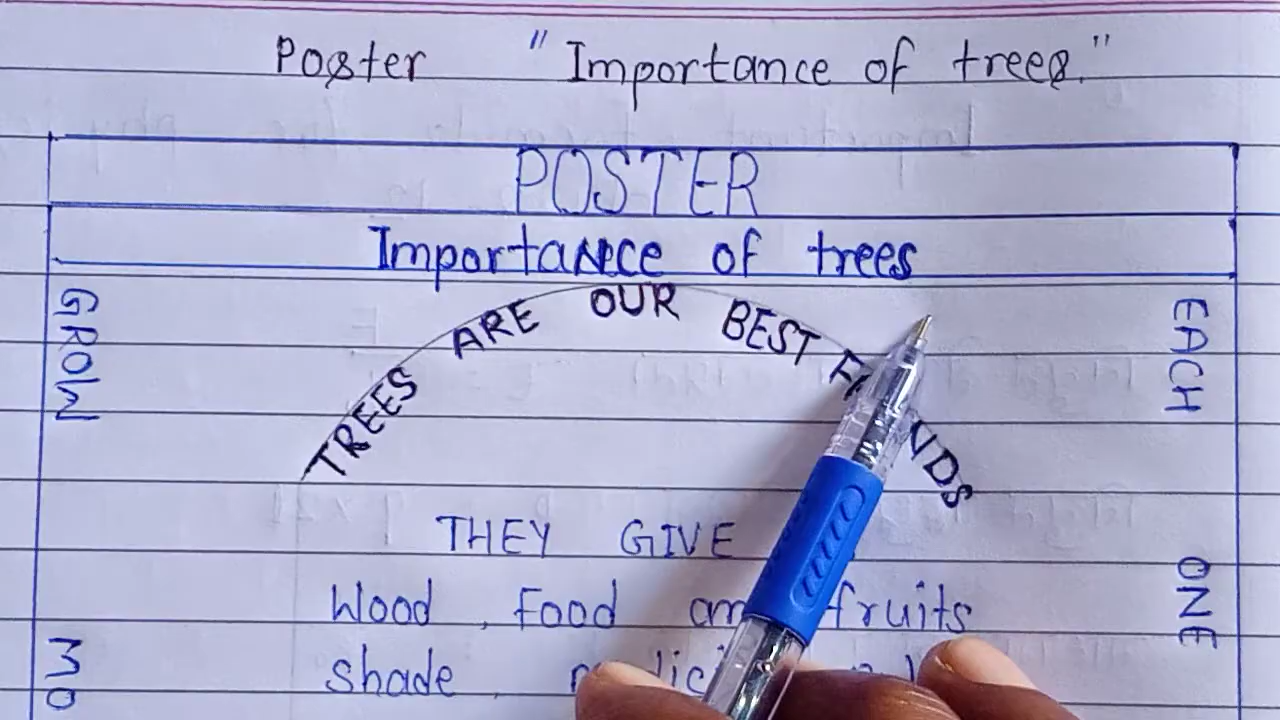 Poster "Importance of trees."
POSTER
Importance of trees
TREES ARE OUR BEST
THEY GIVE
Wood, Food fruits
shade,
GROW
MO
EACH
ONE